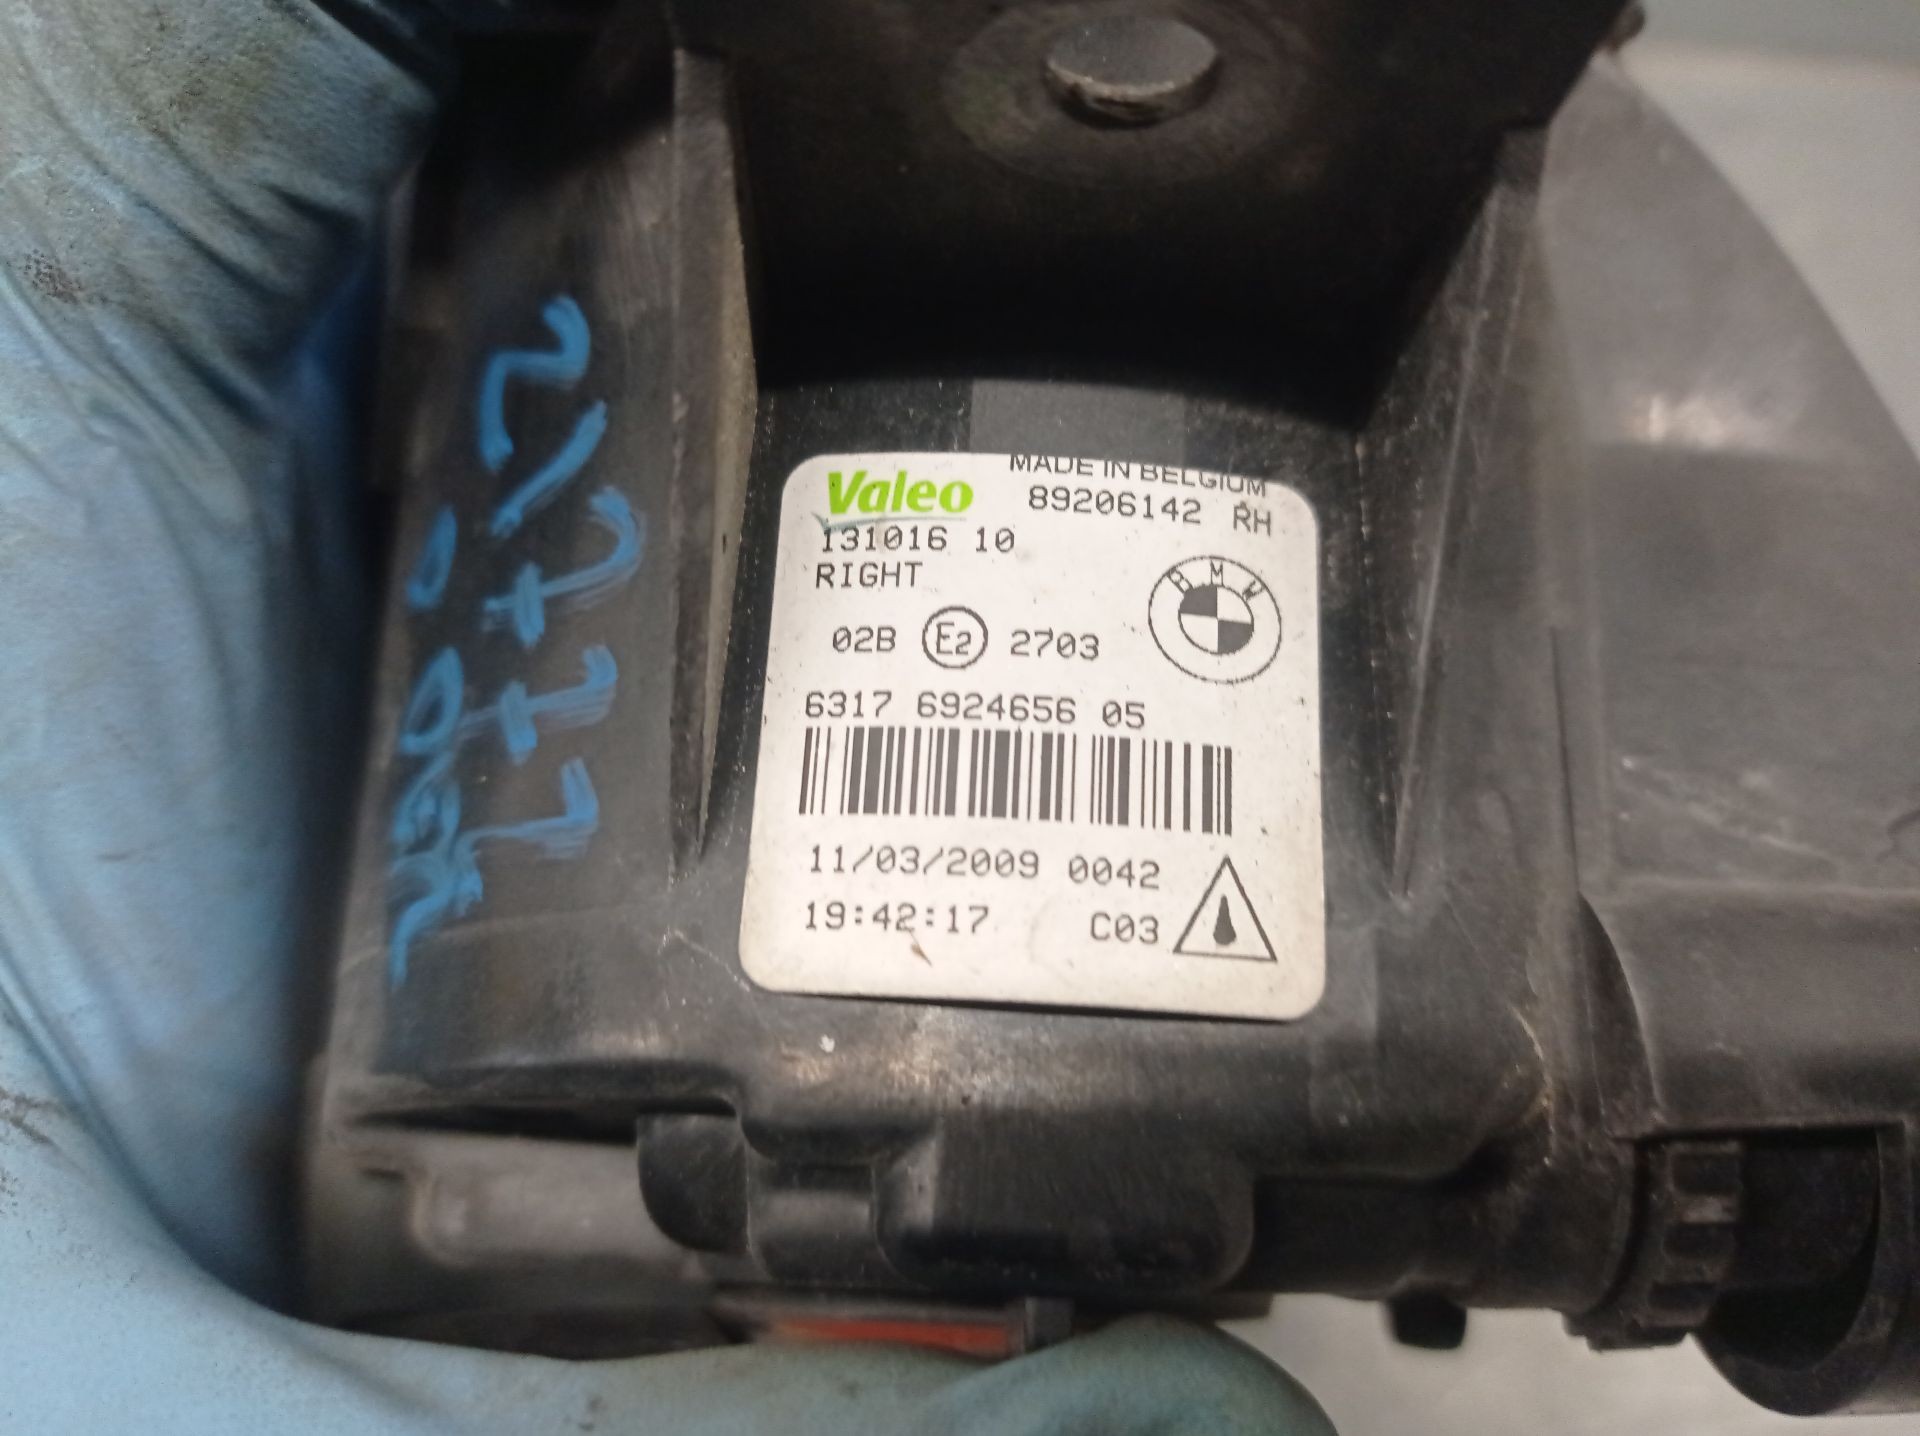 MADE IN BELGIUM
Valeo 89206142 RH
131016 10
RIGHT
BMW
02B E2 2703
6317 6924656 05
11/03/2009 0042
19:42:17 C03